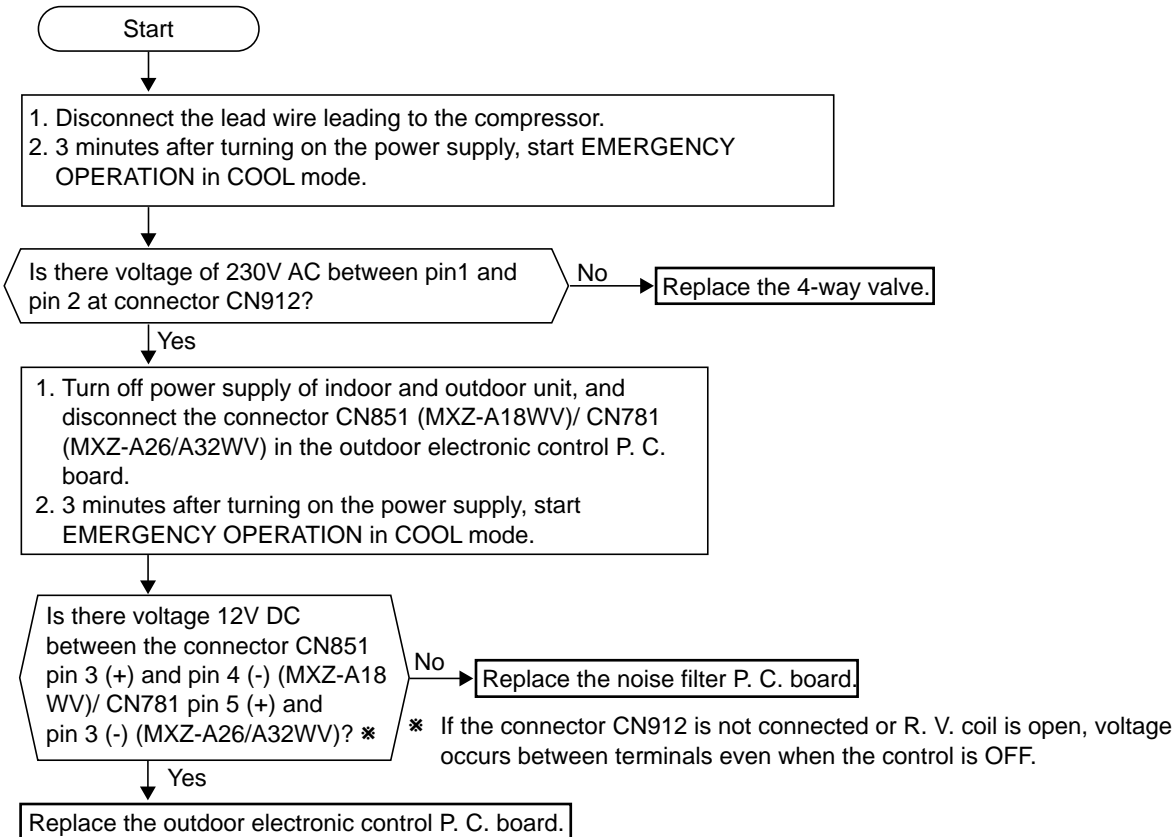 Start
1. Disconnect the lead wire leading to the compressor.
2. 3 minutes after turning on the power supply, start EMERGENCY
OPERATION in COOL mode.
Is there voltage of 230V AC between pin1 and
pin 2 at connector CN912?
No
Replace the 4-way valve.
Yes
1. Turn off power supply of indoor and outdoor unit, and
disconnect the connector CN851 (MXZ-A18WV)/ CN781
(MXZ-A26/A32WV) in the outdoor electronic control P. C.
board.
2. 3 minutes after turning on the power supply, start
EMERGENCY OPERATION in COOL mode.
Is there voltage 12V DC
between the connector CN851
pin 3 (+) and pin 4 (-) (MXZ-A18
WV)/ CN781 pin 5 (+) and
pin 3 (-) (MXZ-A26/A32WV)? ※
No
Replace the noise filter P. C. board.
※ If the connector CN912 is not connected or R. V. coil is open, voltage
occurs between terminals even when the control is OFF.
Yes
Replace the outdoor electronic control P. C. board.